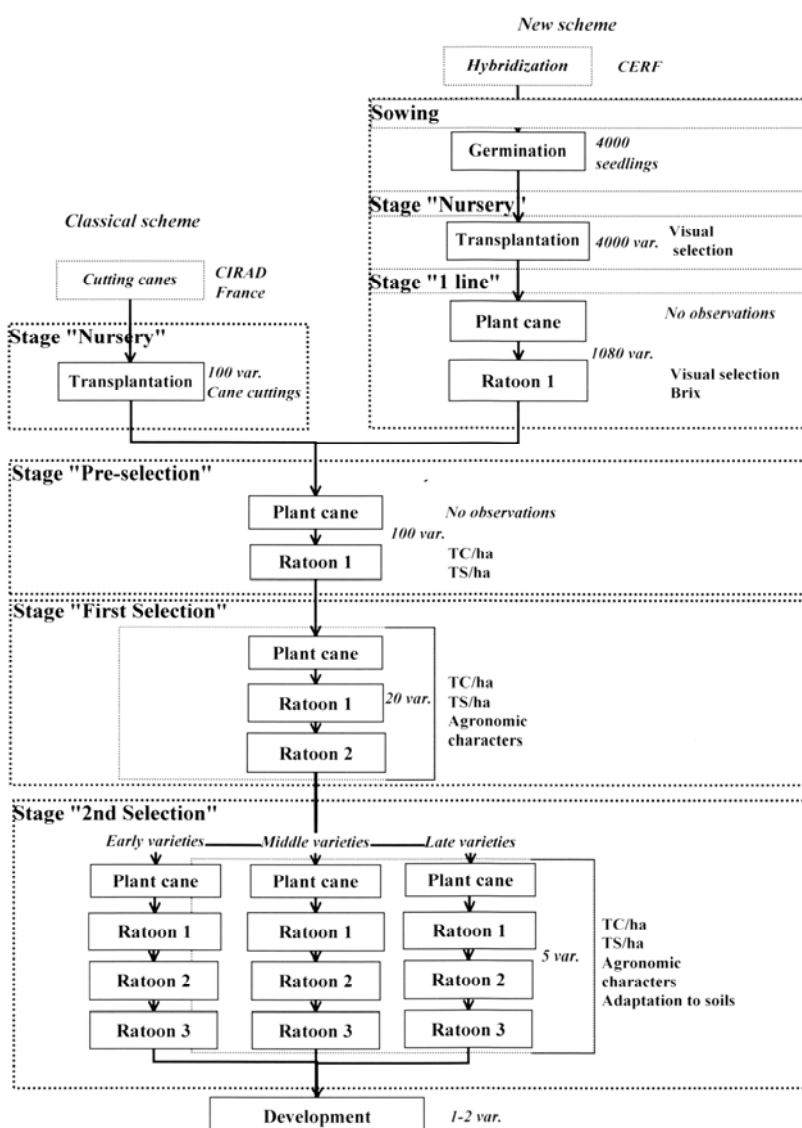 New scheme
Hybridization CERF
Sowing
Germination
4000
seedlings
Stage "Nursery"
Transplantation
4000 var.
Visual
selection
Stage "1 line"
Plant cane
No observations
1080 var.
Ratoon 1
Visual selection
Brix
Classical scheme
Cutting canes
CIRAD
France
Stage "Nursery"
Transplantation
100 var.
Cane cuttings
Stage "Pre-selection"
Plant cane
No observations
100 var.
Ratoon 1
TC/ha
TS/ha
Stage "First Selection"
Plant cane
Ratoon 1
Ratoon 2
20 var.
TC/ha
TS/ha
Agronomic
characters
Stage "2nd Selection"
Early varieties Middle varieties Late varieties
Plant cane Plant cane Plant cane
Ratoon 1 Ratoon 1 Ratoon 1
Ratoon 2 Ratoon 2 Ratoon 2
Ratoon 3 Ratoon 3 Ratoon 3
5 var.
TC/ha
TS/ha
Agronomic
characters
Adaptation to soils
Development 1-2 var.